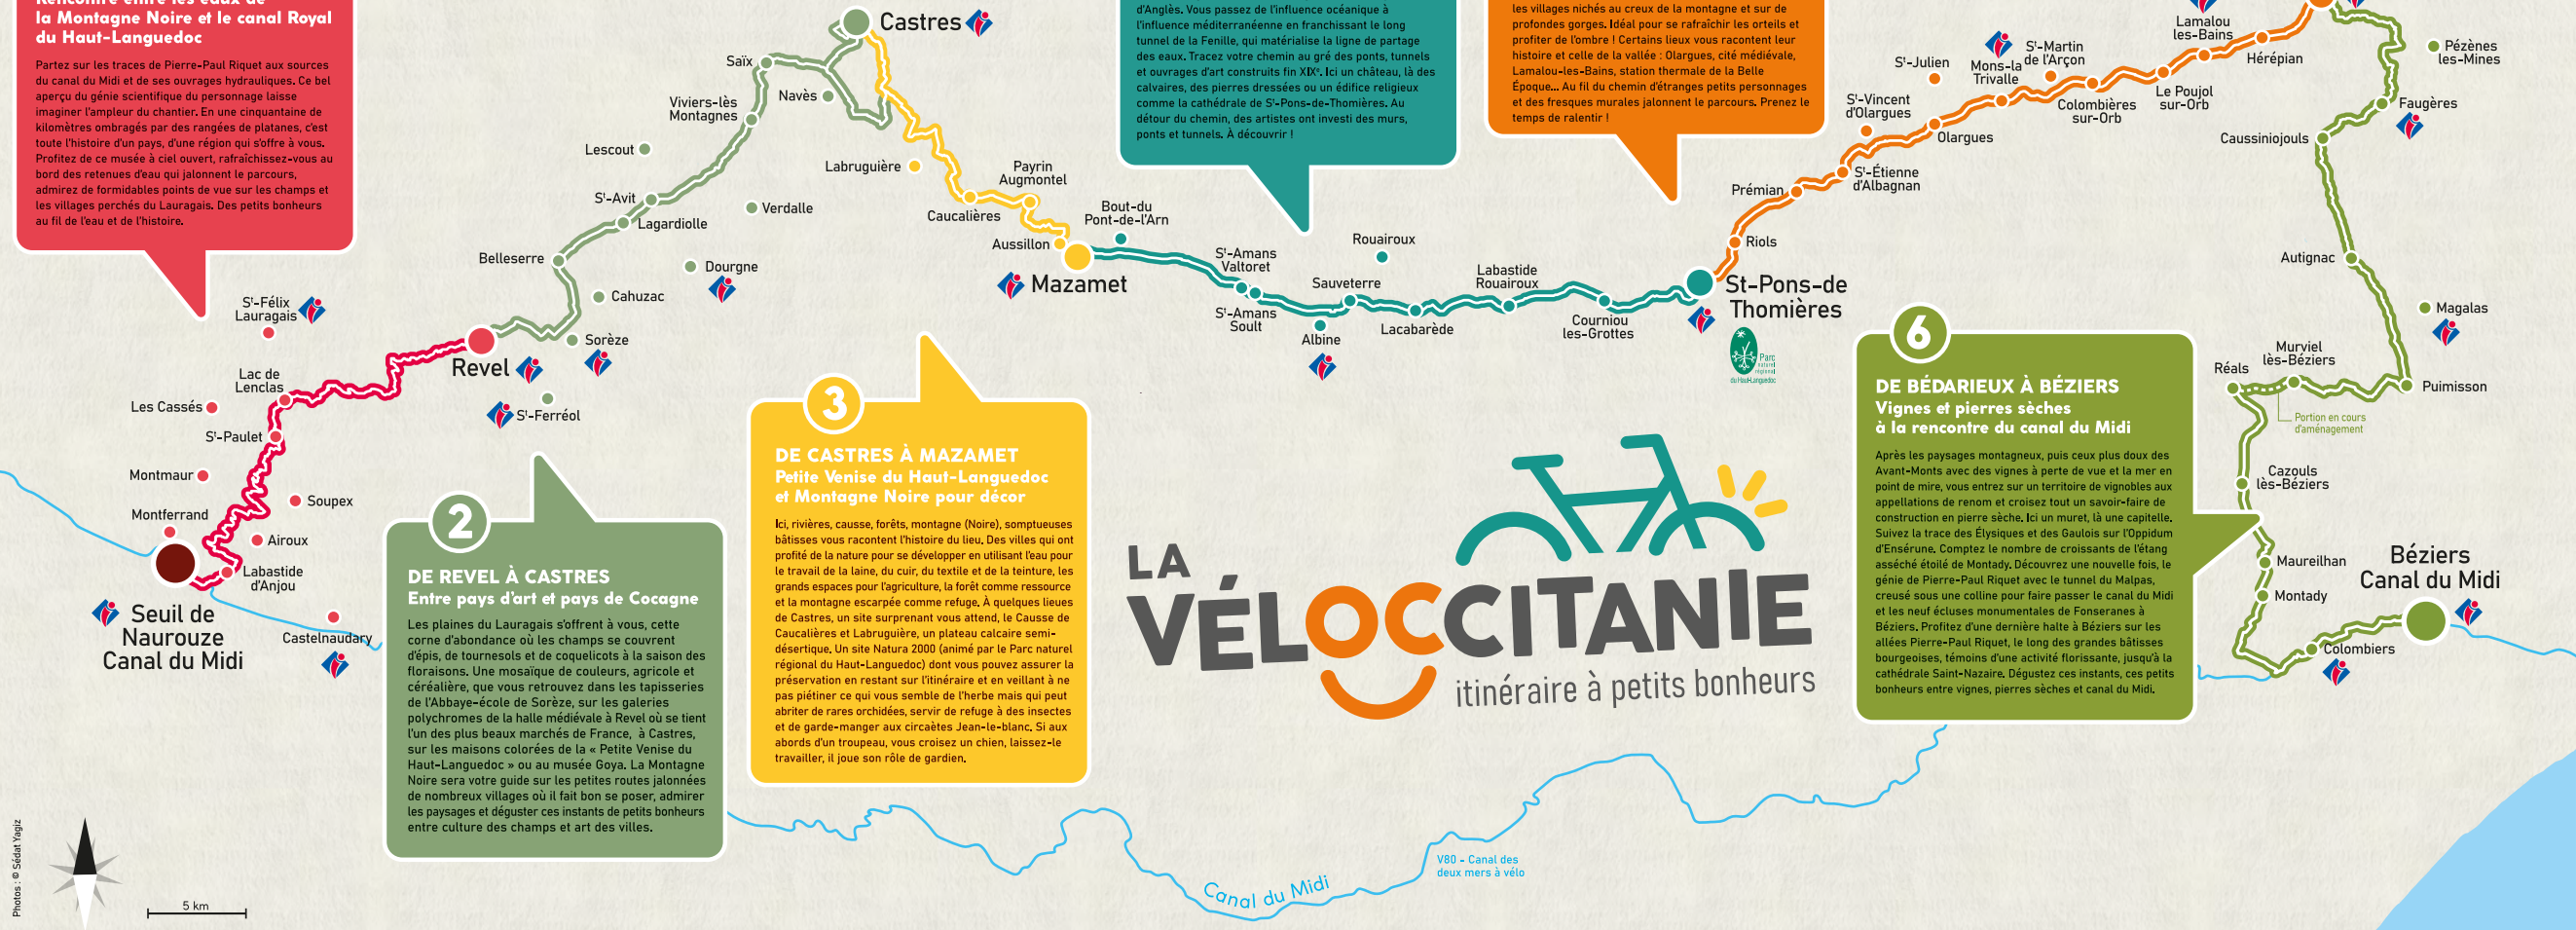 Rencontre entre les eaux de
la Montagne Noire et le canal Royal
du Haut-Languedoc
Partez sur les traces de Pierre-Paul Riquet aux sources
du canal du Midi et de ses ouvrages hydrauliques. Ce bel
aperçu du génie scientifique du personnage laisse
imaginer l'ampleur du chantier. En une cinquantaine de
kilomètres ombragés par des rangées de platanes, c'est
toute l'histoire d'un pays, d'une région qui s'offre à vous.
Profitez de ce musée à ciel ouvert, rafraîchissez-vous au
bord des retenues d'eau qui jalonnent le parcours,
admirez de formidables points de vue sur les champs et
les villages perchés du Lauragais. Des petits bonheurs
au fil de l'eau et de l'histoire.
d'Anglès. Vous passez de l'influence océanique à
l'influence méditerranéenne en franchissant le long
tunnel de la Fenille, qui matérialise la ligne de partage
des eaux. Tracez votre chemin au gré des ponts, tunnels
et ouvrages d'art construits fin XIXe. Ici un château, là des
calvaires, des pierres dressées ou un édifice religieux
comme la cathédrale de St-Pons-de-Thomières. Au
détour du chemin, des artistes ont investi des murs,
ponts et tunnels. À découvrir !
les villages nichés au creux de la montagne et sur de
profondes gorges. Idéal pour se rafraîchir les orteils et
profiter de l'ombre ! Certains lieux vous racontent leur
histoire et celle de la vallée : Olargues, cité médiévale,
Lamalou-les-Bains, station thermale de la Belle
Époque... Au fil du chemin d'étranges petits personnages
et des fresques murales jalonnent le parcours. Prenez le
temps de ralentir !
Castres
Saïx
Navès
Viviers-lès
Montagnes
Lescout
Labruguière
Payrin
Augmontel
St-Avit
Verdalle
Lagardiolle
Caucalières
Bout-du
Pont-de-l'Arn
Aussillon
Belleserre
Dourgne
Mazamet
Cahuzac
St-Félix
Lauragais
Sorèze
Revel
St-Ferréol
Lac de
Lenclas
Les Cassés
St-Paulet
Montmaur
Soupex
Montferrand
Airoux
Labastide
d'Anjou
Seuil de
Naurouze
Canal du Midi
Castelnaudary
St-Amans
Valtoret
St-Amans
Soult
Rouairoux
Sauveterre
Albine
Lacabarède
Labastide
Rouairoux
Courniou
les-Grottes
St-Pons-de
Thomières
Parc
naturel
régional
du Haut-Languedoc
Riols
Prémian
St-Étienne
d'Albagnan
St-Vincent
d'Olargues
Olargues
St-Julien
Mons-la
Trivalle
St-Martin
de l'Arçon
Colombières
sur-Orb
Le Poujol
sur-Orb
Lamalou
les-Bains
Hérépian
Pézènes
les-Mines
Faugères
Caussiniojouls
Autignac
Magalas
Murviel
lès-Béziers
Réals
Puimisson
Portion en cours
d'aménagement
Cazouls
lès-Béziers
Maureilhan
Montady
Béziers
Canal du Midi
Colombiers
2
DE REVEL À CASTRES
Entre pays d'art et pays de Cocagne
Les plaines du Lauragais s'offrent à vous, cette
corne d'abondance où les champs se couvrent
d'épis, de tournesols et de coquelicots à la saison des
floraisons. Une mosaïque de couleurs, agricole et
céréalière, que vous retrouvez dans les tapisseries
de l'Abbaye-école de Sorèze, sur les galeries
polychromes de la halle médiévale à Revel où se tient
l'un des plus beaux marchés de France, à Castres,
sur les maisons colorées de la « Petite Venise du
Haut-Languedoc » ou au musée Goya. La Montagne
Noire sera votre guide sur les petites routes jalonnées
de nombreux villages où il fait bon se poser, admirer
les paysages et déguster ces instants de petits bonheurs
entre culture des champs et art des villes.
3
DE CASTRES À MAZAMET
Petite Venise du Haut-Languedoc
et Montagne Noire pour décor
Ici, rivières, causse, forêts, montagne (Noire), somptueuses
bâtisses vous racontent l'histoire du lieu. Des villes qui ont
profité de la nature pour se développer en utilisant l'eau pour
le travail de la laine, du cuir, du textile et de la teinture, les
grands espaces pour l'agriculture, la forêt comme ressource
et la montagne escarpée comme refuge. À quelques lieues
de Castres, un site surprenant vous attend, le Causse de
Caucalières et Labruguière, un plateau calcaire semi-
désertique. Un site Natura 2000 (animé par le Parc naturel
régional du Haut-Languedoc) dont vous pouvez assurer la
préservation en restant sur l'itinéraire et en veillant à ne
pas piétiner ce qui vous semble de l'herbe mais qui peut
abriter de rares orchidées, servir de refuge à des insectes
et de garde-manger aux circaètes Jean-le-blanc. Si aux
abords d'un troupeau, vous croisez un chien, laissez-le
travailler, il joue son rôle de gardien.
6
DE BÉDARIEUX À BÉZIERS
Vignes et pierres sèches
à la rencontre du canal du Midi
Après les paysages montagneux, puis ceux plus doux des
Avant-Monts avec des vignes à perte de vue et la mer en
point de mire, vous entrez sur un territoire de vignobles aux
appellations de renom et croisez tout un savoir-faire de
construction en pierre sèche. Ici un muret, là une capitelle.
Suivez la trace des Élysiques et des Gaulois sur l'Oppidum
d'Ensérune. Comptez le nombre de croissants de l'étang
asséché étoilé de Montady. Découvrez une nouvelle fois, le
génie de Pierre-Paul Riquet avec le tunnel du Malpas,
creusé sous une colline pour faire passer le canal du Midi
et les neuf écluses monumentales de Fonseranes à
Béziers. Profitez d'une dernière halte à Béziers sur les
allées Pierre-Paul Riquet, le long des grandes bâtisses
bourgeoises, témoins d'une activité florissante, jusqu'à la
cathédrale Saint-Nazaire. Dégustez ces instants, ces petits
bonheurs entre vignes, pierres sèches et canal du Midi.
LA
VÉLOCCITANIE
itinéraire à petits bonheurs
V80 - Canal des
deux mers à vélo
Canal du Midi
5 km
Photos : © Sédat Yagiz